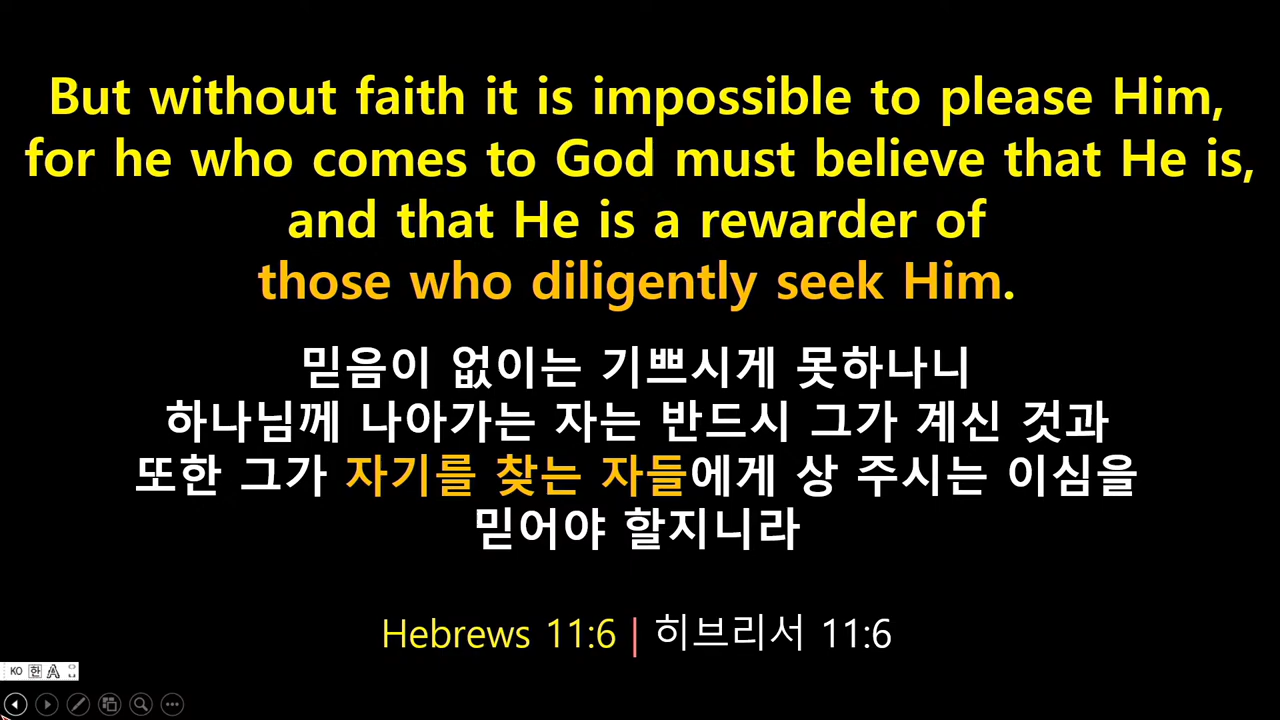 But without faith it is impossible to please Him,
for he who comes to God must believe that He is,
and that He is a rewarder of
those who diligently seek Him.
믿음이 없이는 기쁘시게 못하나니
하나님께 나아가는 자는 반드시 그가 계신 것과
또한 그가 자기를 찾는 자들에게 상 주시는 이심을
믿어야 할지니라
Hebrews 11:6 | 히브리서 11:6
KO 한 A